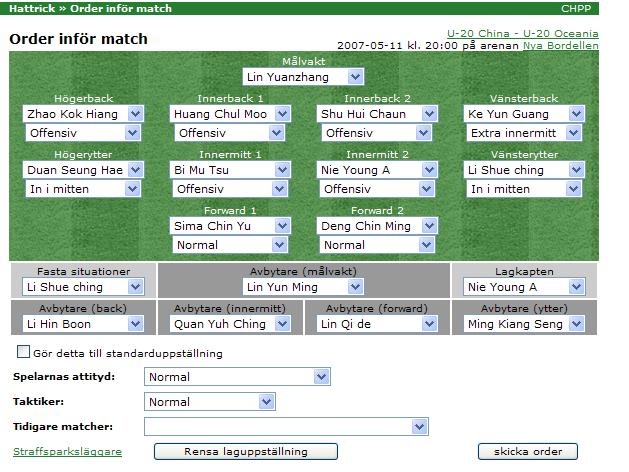 Hattrick » Order inför match CHPP
Order inför match
U-20 China - U-20 Oceania
2007-05-11 kl. 20:00 på arenan Nya Bordellen
Målvakt
Lin Yuanzhang
Högerback Innerback 1 Innerback 2 Vänsterback
Zhao Kok Hiang Huang Chul Moo Shu Hui Chaun Ke Yun Guang
Offensiv Offensiv Offensiv Extra innermitt
Högerytter Innermitt 1 Innermitt 2 Vänsterytter
Duan Seung Hae Bi Mu Tsu Nie Young A Li Shue ching
In i mitten Offensiv Offensiv In i mitten
Forward 1 Forward 2
Sima Chin Yu Deng Chin Ming
Normal Normal
Fasta situationer Avbytare (målvakt) Lagkapten
Li Shue ching Lin Yun Ming Nie Young A
Avbytare (back) Avbytare (innermitt) Avbytare (forward) Avbytare (ytter)
Li Hin Boon Quan Yuh Ching Lin Qi de Ming Kiang Seng
Gör detta till standarduppställning
Spelarnas attityd: Normal
Taktiker: Normal
Tidigare matcher:
Straffsparksläggare Rensa laguppställning skicka order